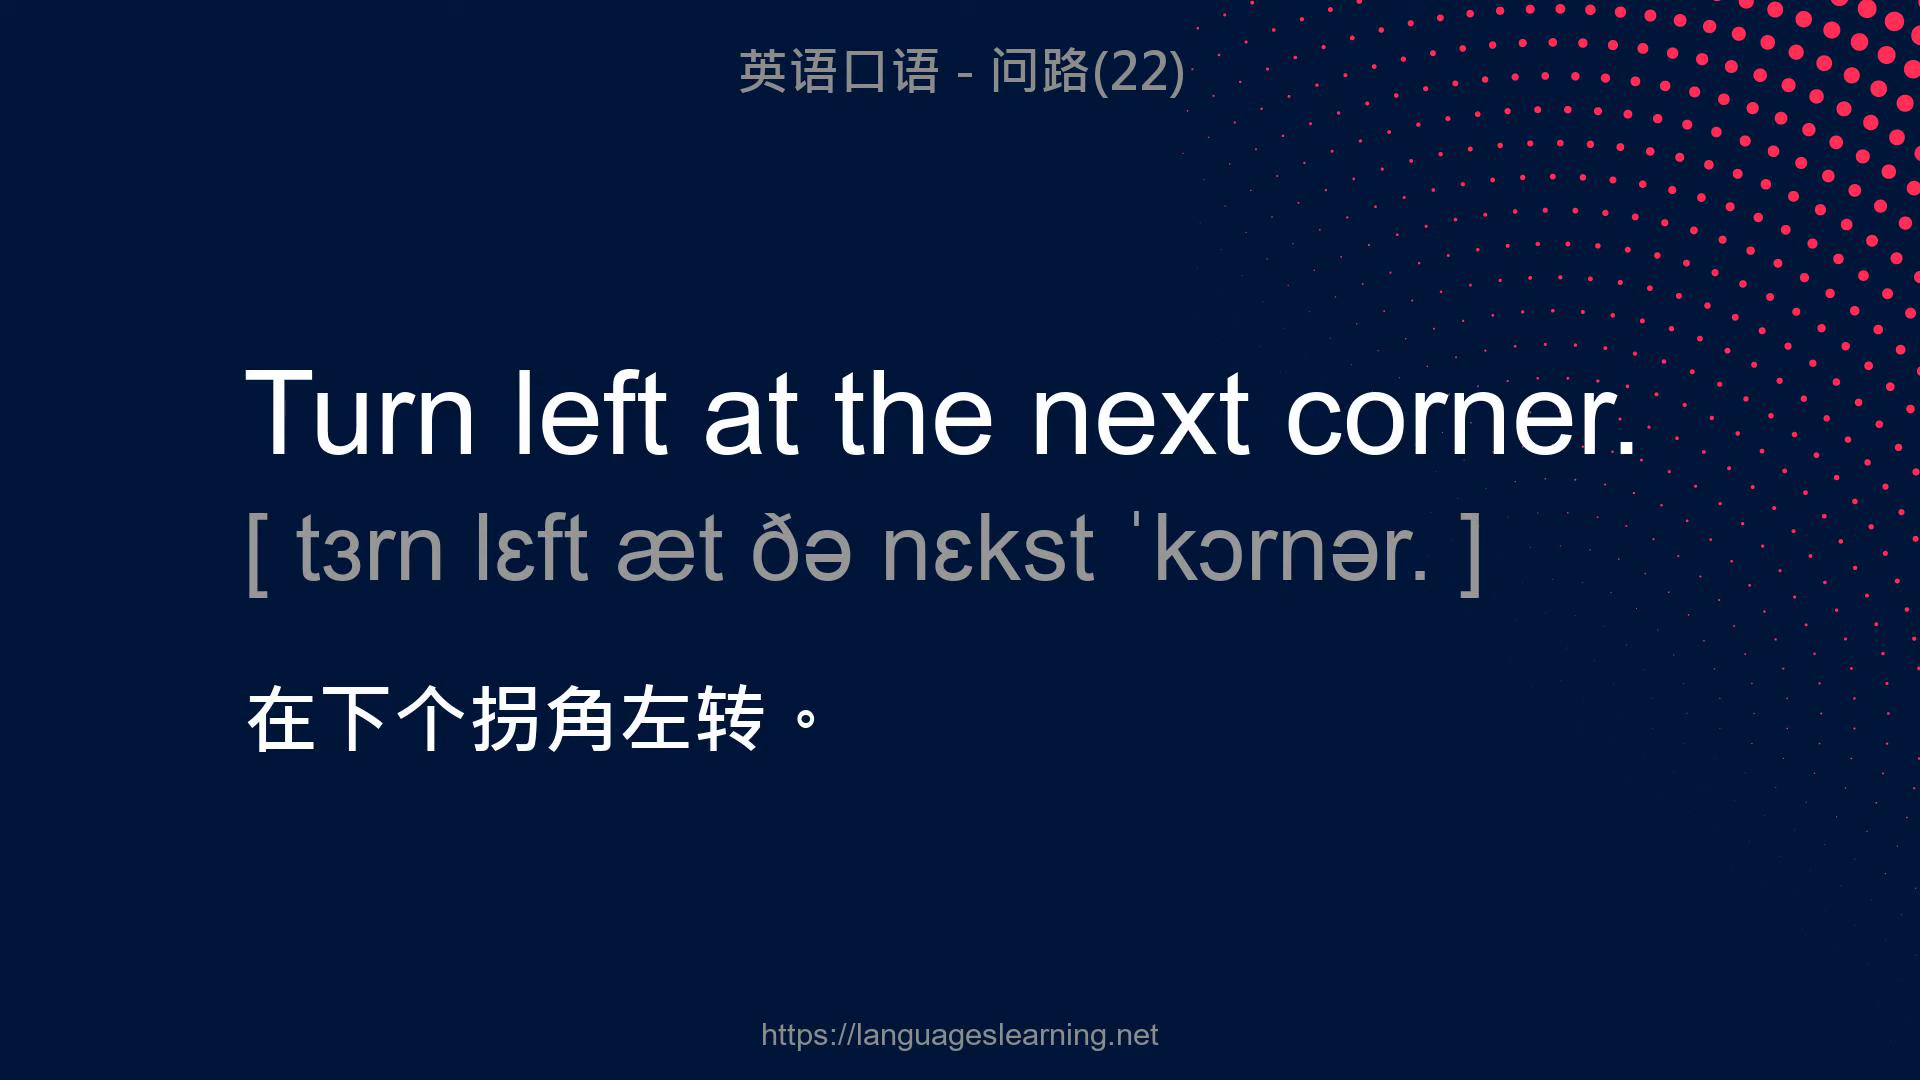 英语口语 - 问路(22)
Turn left at the next corner.
[ tɜrn lɛft æt ðə nɛkst ˈkɔrnər. ]
在下个拐角左转。
https://languageslearning.net